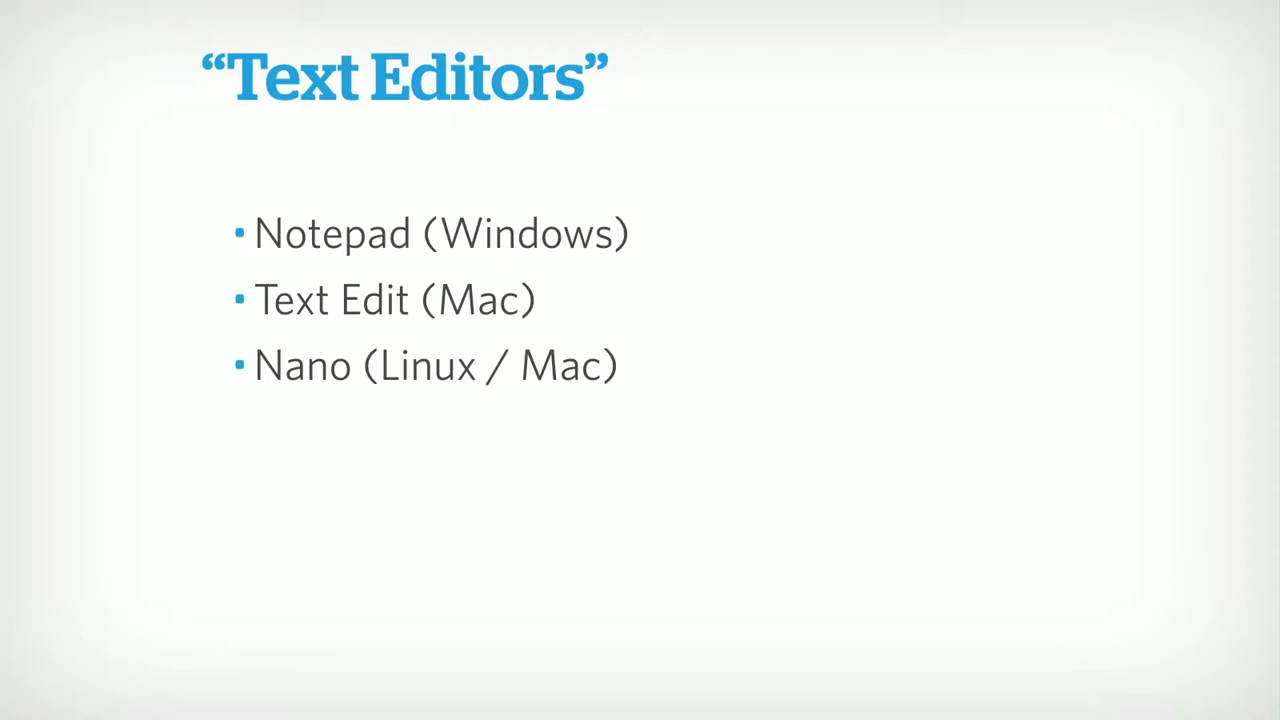 “Text Editors”
• Notepad (Windows)
• Text Edit (Mac)
• Nano (Linux / Mac)